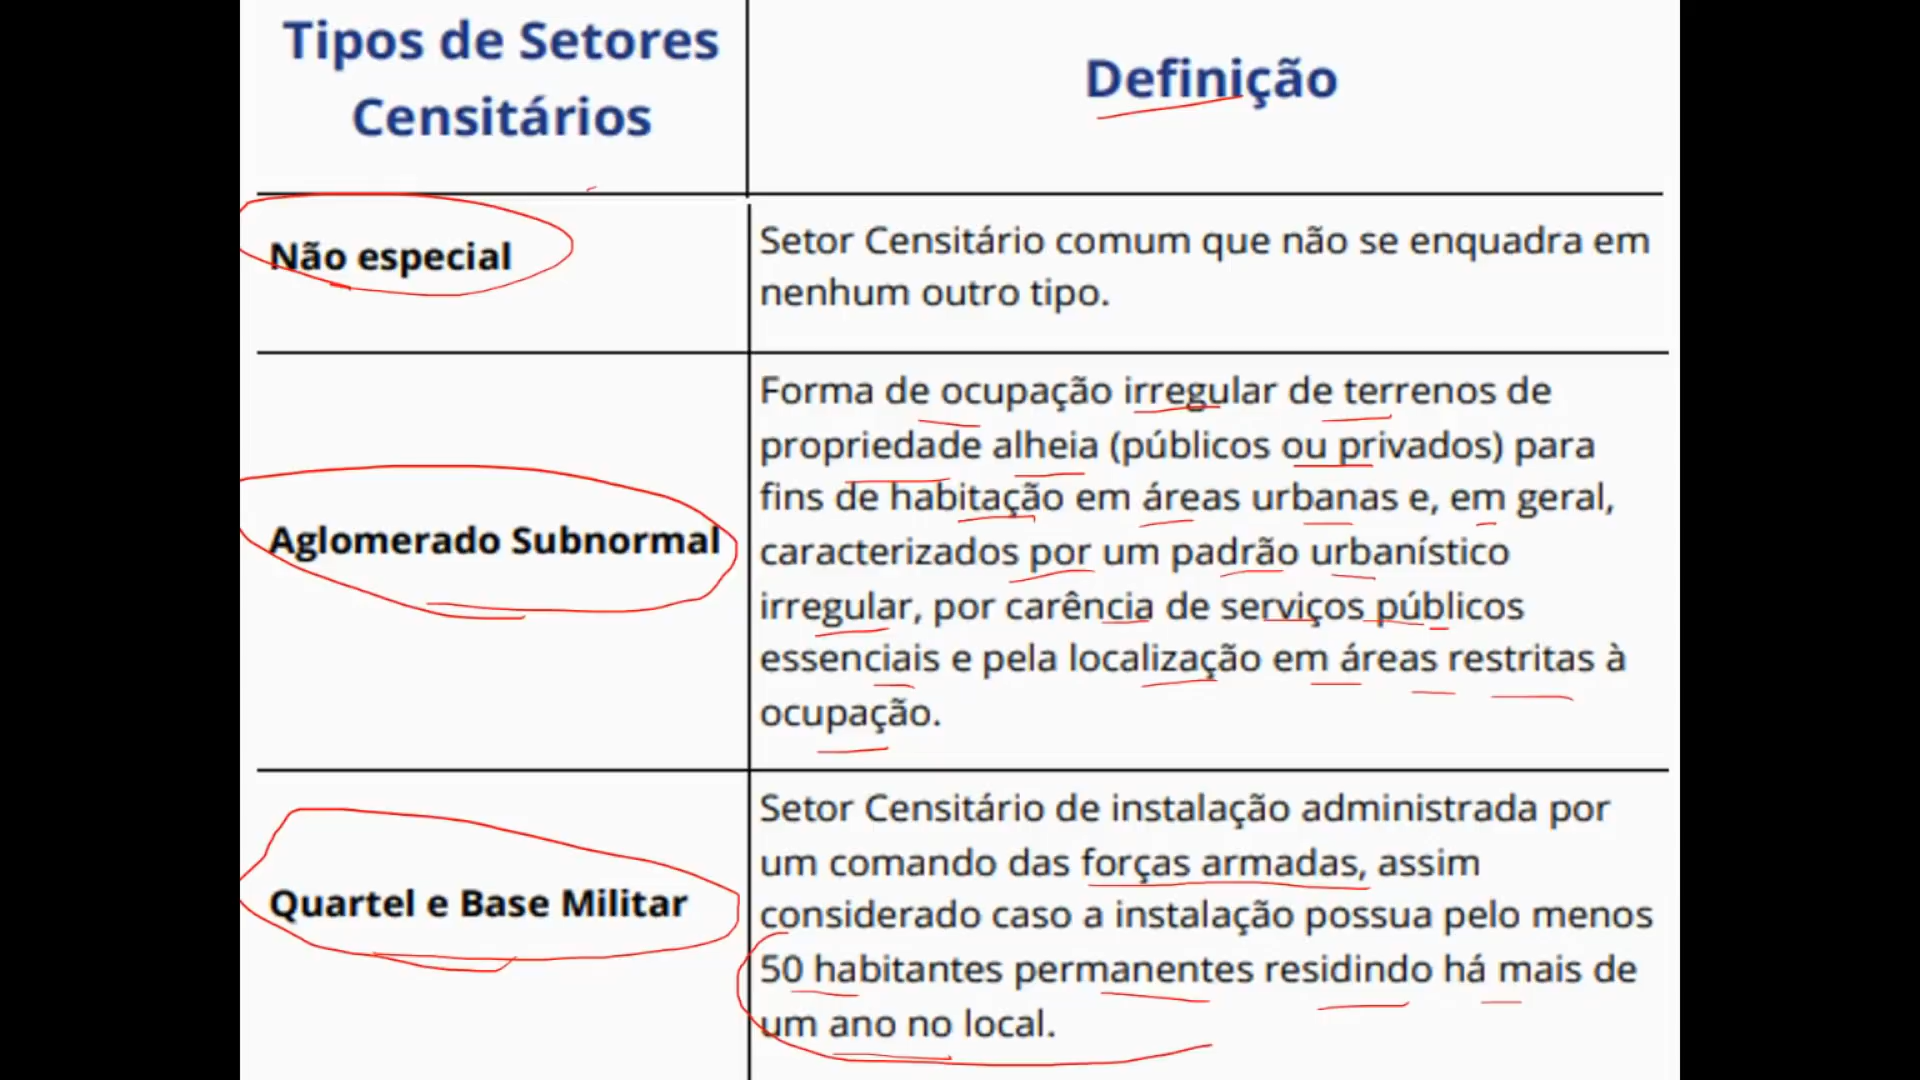 Tipos de Setores
Censitários
Definição
Não especial
Setor Censitário comum que não se enquadra em
nenhum outro tipo.
Aglomerado Subnormal
Forma de ocupação irregular de terrenos de
propriedade alheia (públicos ou privados) para
fins de habitação em áreas urbanas e, em geral,
caracterizados por um padrão urbanístico
irregular, por carência de serviços públicos
essenciais e pela localização em áreas restritas à
ocupação.
Quartel e Base Militar
Setor Censitário de instalação administrada por
um comando das forças armadas, assim
considerado caso a instalação possua pelo menos
50 habitantes permanentes residindo há mais de
um ano no local.